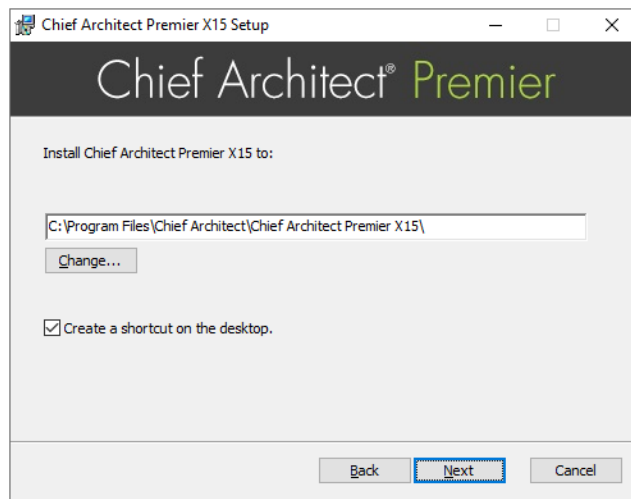 Chief Architect Premier X15 Setup
Chief Architect® Premier
Install Chief Architect Premier X15 to:
C:\Program Files\Chief Architect\Chief Architect Premier X15\
Change...
Create a shortcut on the desktop.
Back Next Cancel